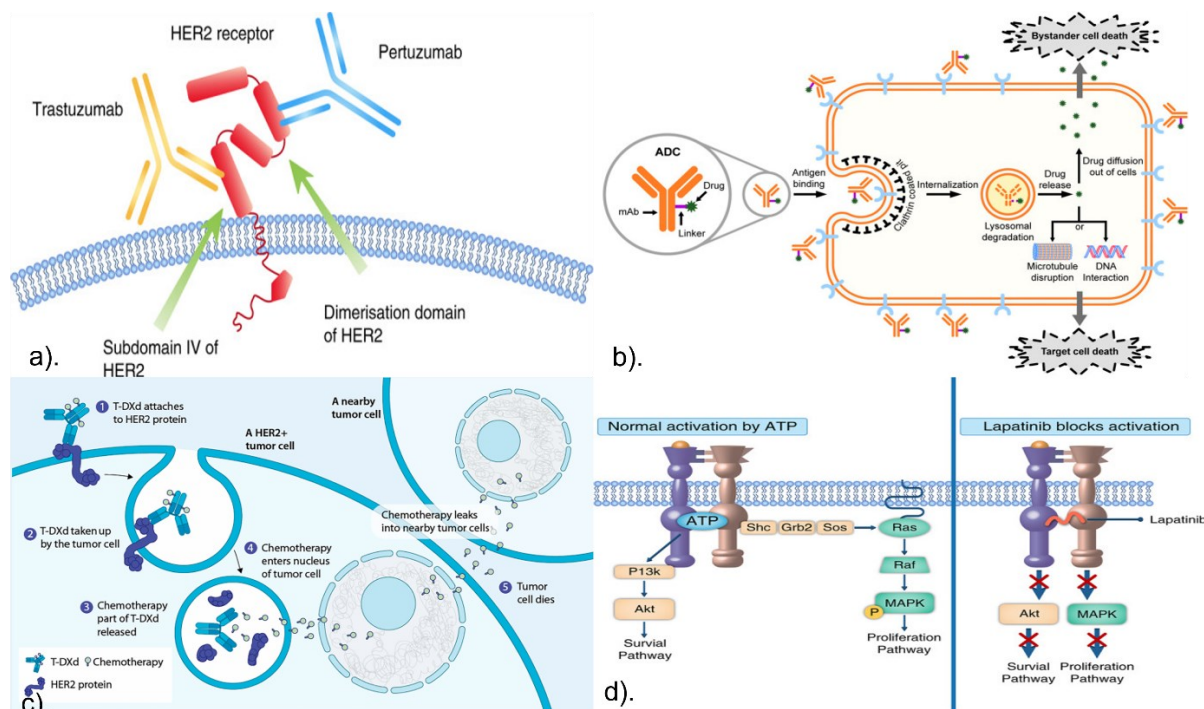 HER2 receptor
Pertuzumab
Trastuzumab
Dimerisation domain
of HER2
Subdomain IV of
HER2
a).
Bystander cell death
ADC
Drug
mAb
Linker
Antigen
binding
Clathrin coated pit
Internalization
Lysosomal
degradation
Drug
release
Drug diffusion
out of cells
or
Microtubule
disruption
DNA
Interaction
Target cell death
b).
1 T-DXd attaches
to HER2 protein
A HER2+
tumor cell
A nearby
tumor cell
Chemotherapy leaks
into nearby tumor cells
2 T-DXd taken up
by the tumor cell
4 Chemotherapy
enters nucleus
of tumor cell
3 Chemotherapy
part of T-DXd
released
5 Tumor
cell dies
T-DXd Chemotherapy
HER2 protein
c)
Normal activation by ATP
ATP
Shc Grb2 Sos
Ras
P13k
Raf
Akt
MAPK
P
Survial
Pathway
Proliferation
Pathway
Lapatinib blocks activation
Lapatinib
Akt
MAPK
Survial
Pathway
Proliferation
Pathway
d).